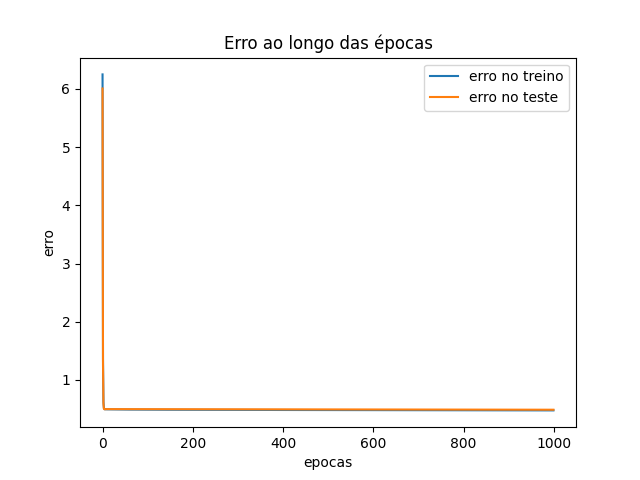 Erro ao longo das épocas
erro no treino
erro no teste
6
5
4
3
2
1
erro
0 200 400 600 800 1000
epocas